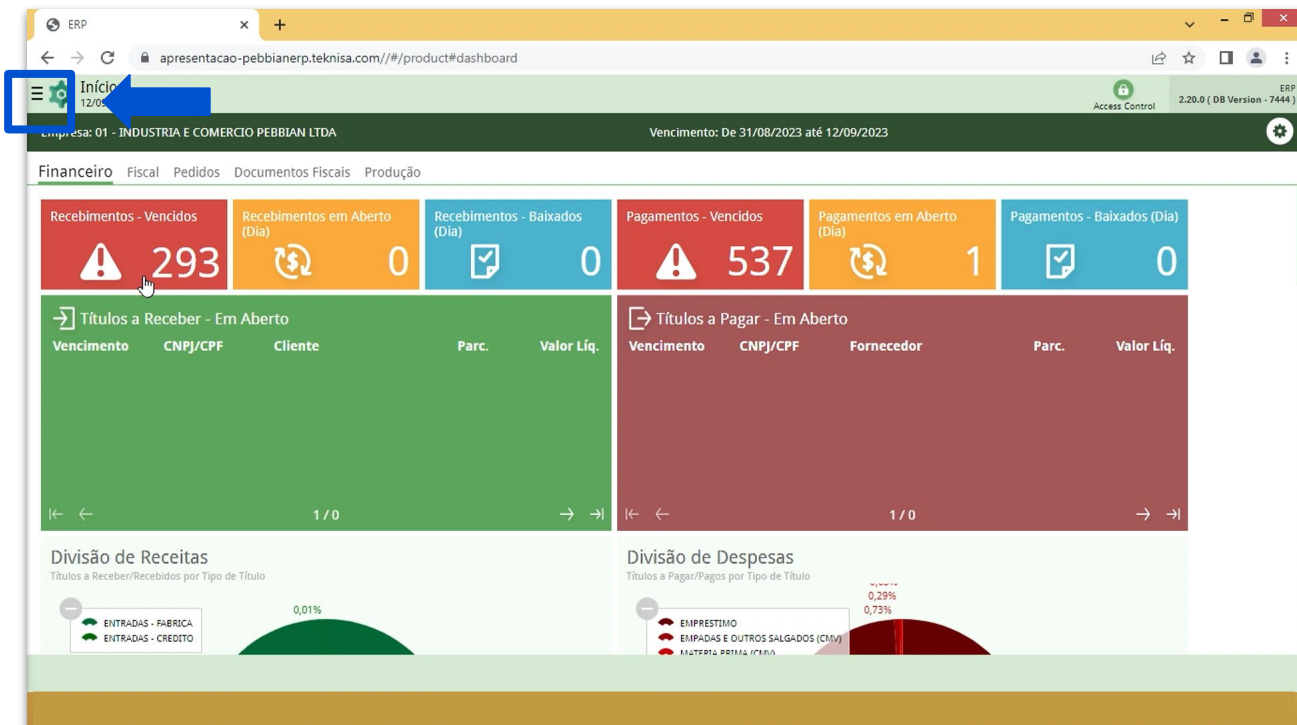 ERP
apresentacao-pebbianerp.teknisa.com//#/product#dashboard
Início
12/09
Access Control
ERP
2.20.0 ( DB Version - 7444 )
Empresa: 01 - INDUSTRIA E COMERCIO PEBBIAN LTDA
Vencimento: De 31/08/2023 até 12/09/2023
Financeiro Fiscal Pedidos Documentos Fiscais Produção
Recebimentos - Vencidos
293
Recebimentos em Aberto
(Dia)
0
Recebimentos - Baixados
(Dia)
0
Pagamentos - Vencidos
537
Pagamentos em Aberto
(Dia)
1
Pagamentos - Baixados (Dia)
0
Títulos a Receber - Em Aberto
Vencimento CNPJ/CPF Cliente Parc. Valor Líq.
1 / 0
Títulos a Pagar - Em Aberto
Vencimento CNPJ/CPF Fornecedor Parc. Valor Líq.
1 / 0
Divisão de Receitas
Títulos a Receber/Recebidos por Tipo de Título
ENTRADAS - FABRICA
ENTRADAS - CREDITO
0,01%
Divisão de Despesas
Títulos a Pagar/Pagos por Tipo de Título
0,29%
0,73%
EMPRESTIMO
EMPADAS E OUTROS SALGADOS (CMV)
MATERIA PRIMA (CMV)